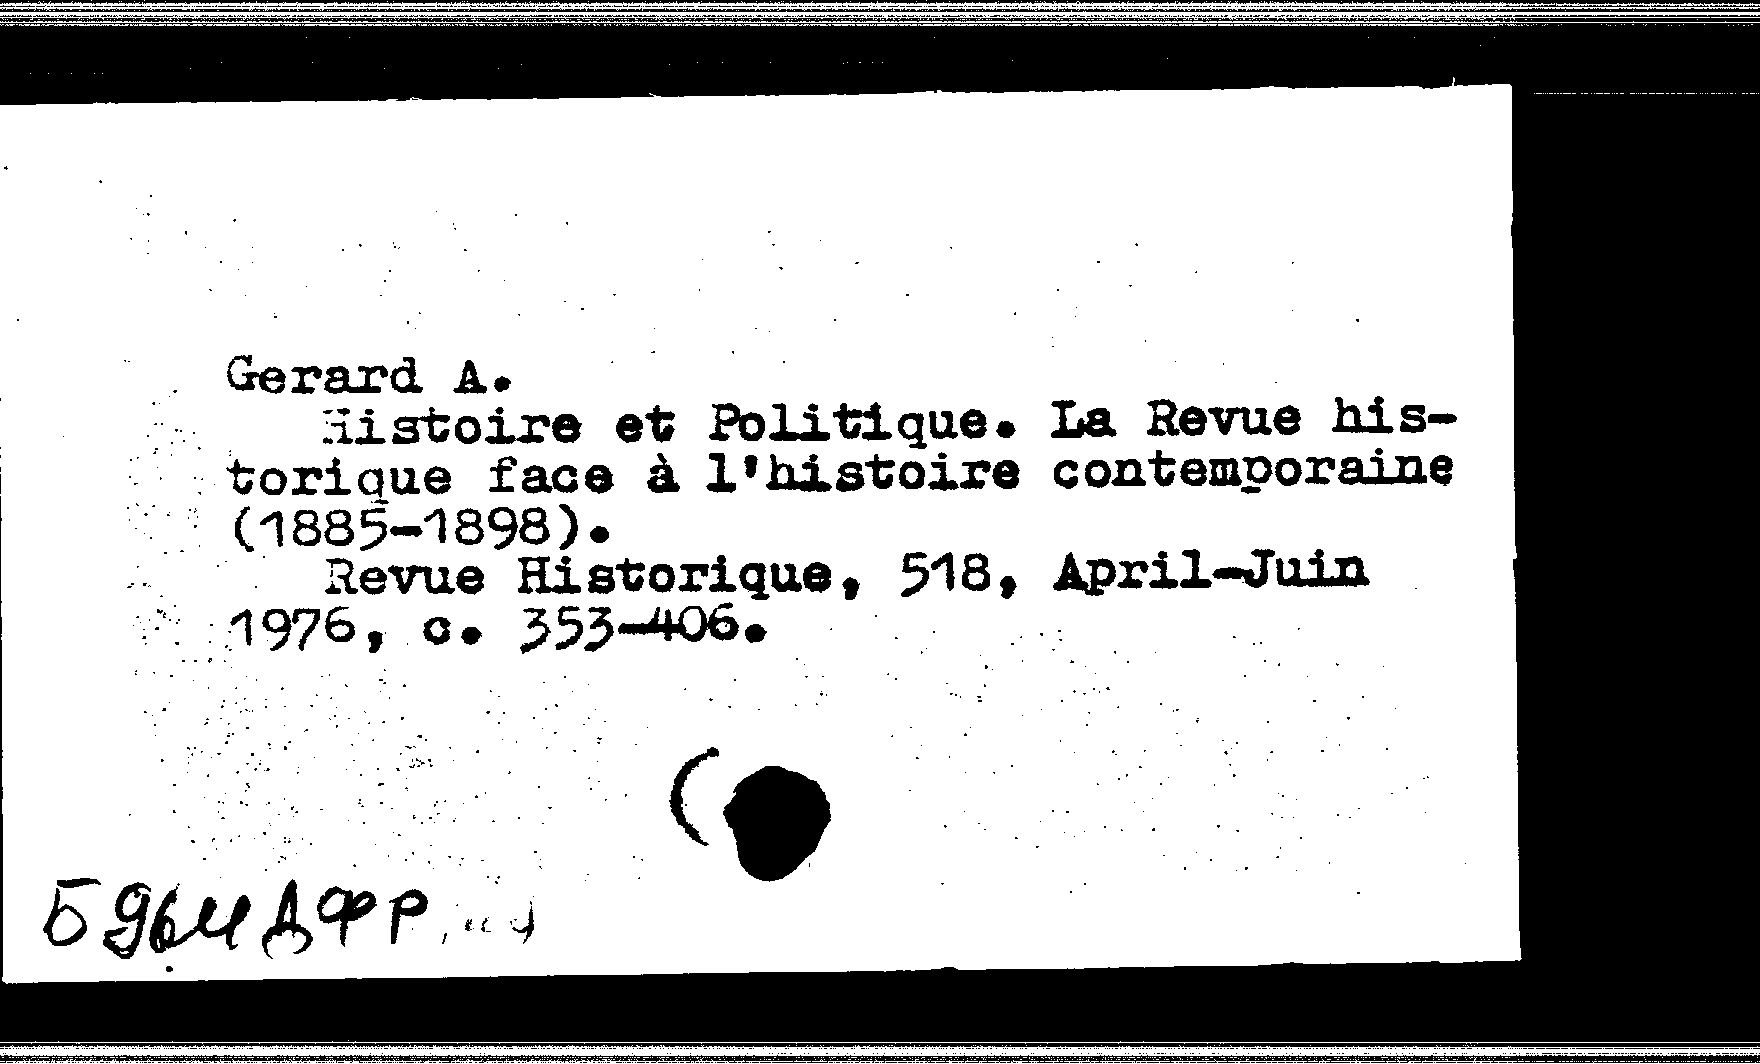 Gerard A.
Histoire et Politique. La Revue his-
torique face à l'histoire contemporaine
(1885-1898).
Revue Historique, 518, April-Juin
1976, c. 353-406.